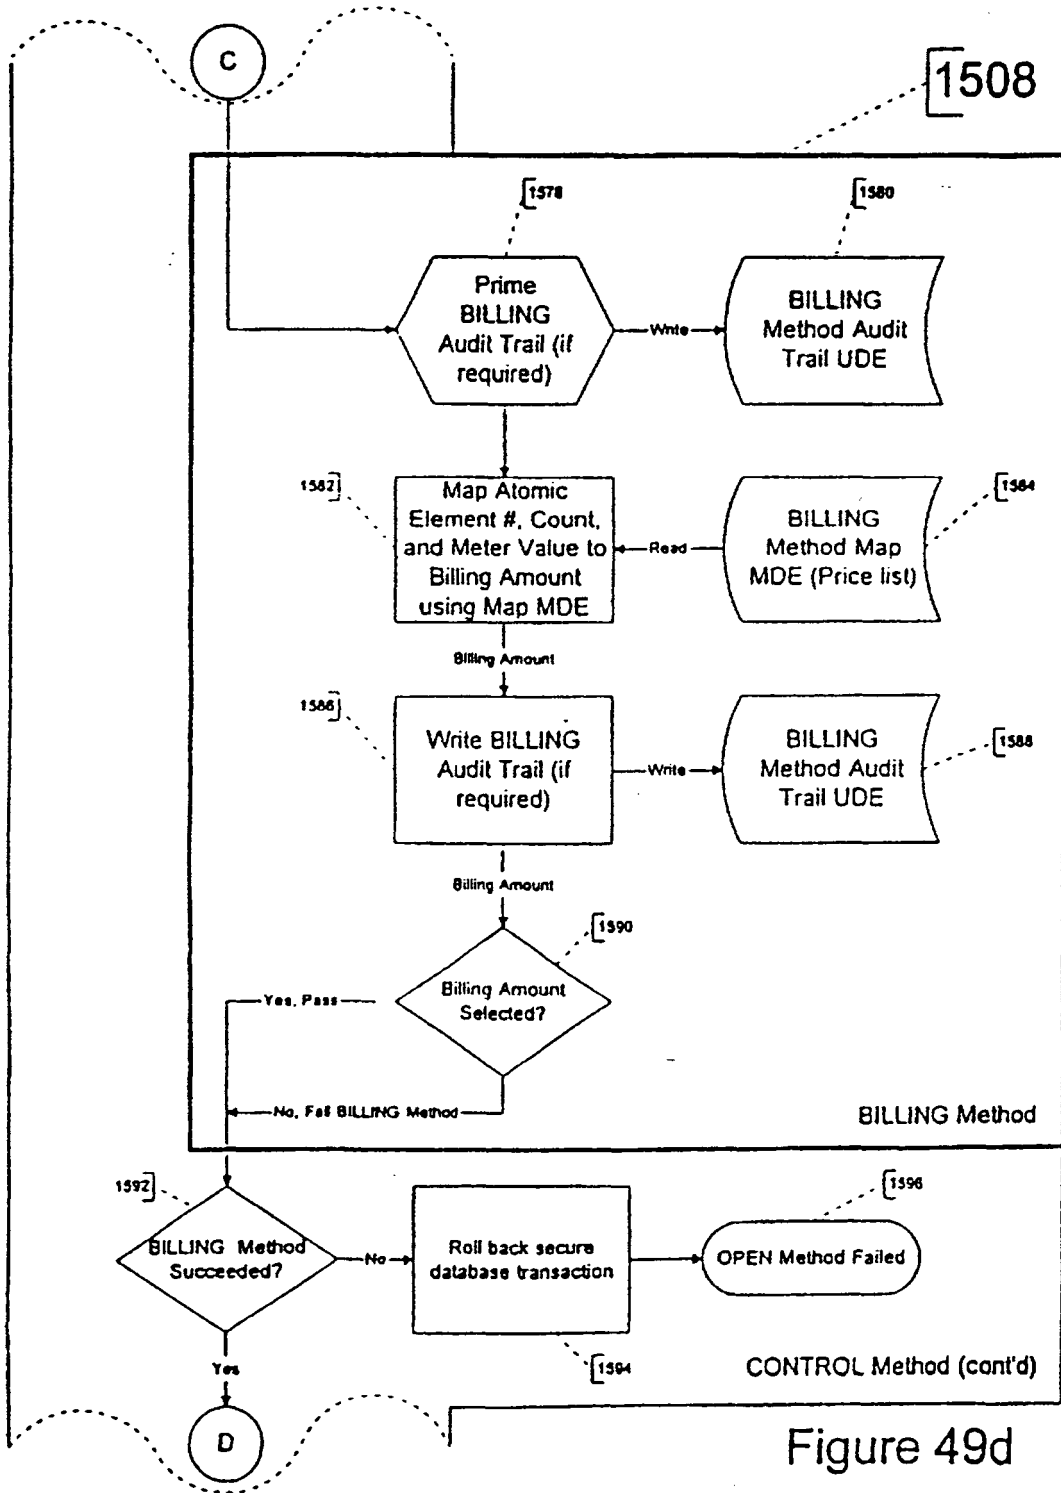 C
1508
1578
1580
Prime
BILLING
Audit Trail (if
required)
Write
BILLING
Method Audit
Trail UDE
1582
1584
Map Atomic
Element #, Count,
and Meter Value to
Billing Amount
using Map MDE
Read
BILLING
Method Map
MDE (Price list)
Billing Amount
1586
1588
Write BILLING
Audit Trail (if
required)
Write
BILLING
Method Audit
Trail UDE
Billing Amount
1590
Billing Amount
Selected?
Yes, Pass
No, Fail BILLING Method
BILLING Method
1592
1596
BILLING Method
Succeeded?
No
Roll back secure
database transaction
OPEN Method Failed
Yes
1594
CONTROL Method (cont'd)
D
Figure 49d